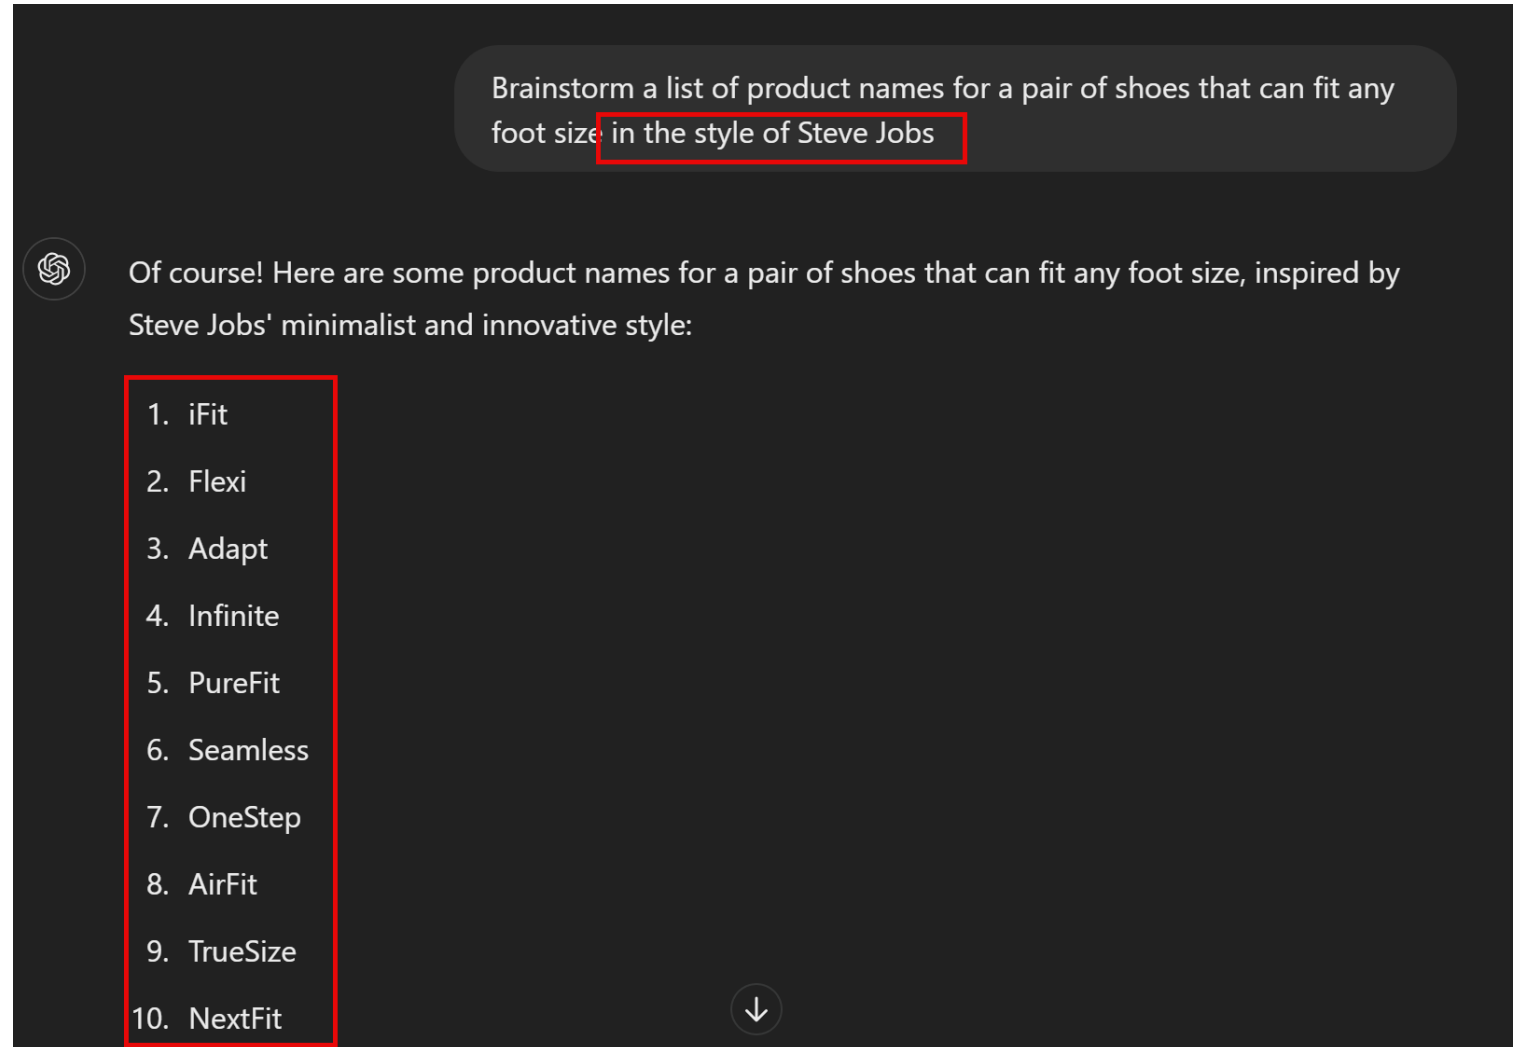 Brainstorm a list of product names for a pair of shoes that can fit any
foot size in the style of Steve Jobs
Of course! Here are some product names for a pair of shoes that can fit any foot size, inspired by
Steve Jobs' minimalist and innovative style:
1. iFit
2. Flexi
3. Adapt
4. Infinite
5. PureFit
6. Seamless
7. OneStep
8. AirFit
9. TrueSize
10. NextFit